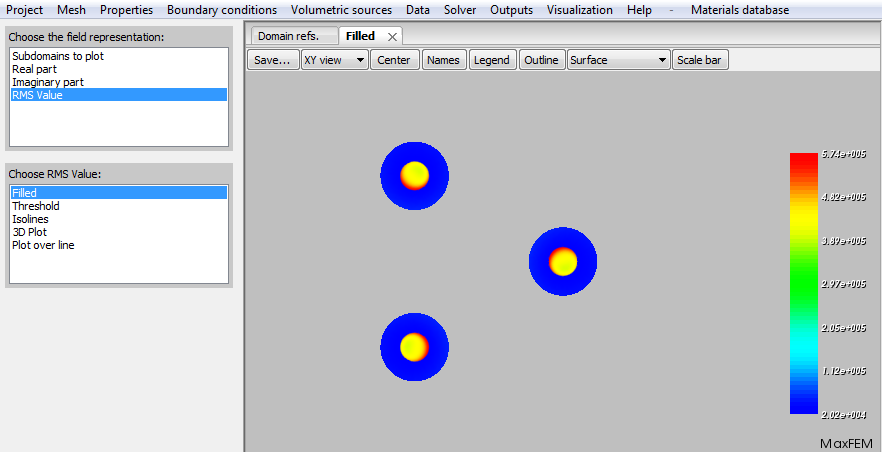 Project Mesh Properties Boundary conditions Volumetric sources Data Solver Outputs Visualization Help - Materials database
Choose the field representation:
Subdomains to plot
Real part
Imaginary part
RMS Value
Choose RMS Value:
Filled
Threshold
Isolines
3D Plot
Plot over line
Domain refs. Filled
Save... XY view Center Names Legend Outline Surface Scale bar
5.74e+005
4.82e+005
3.89e+005
2.97e+005
2.05e+005
1.12e+005
2.02e+004
MaxFEM